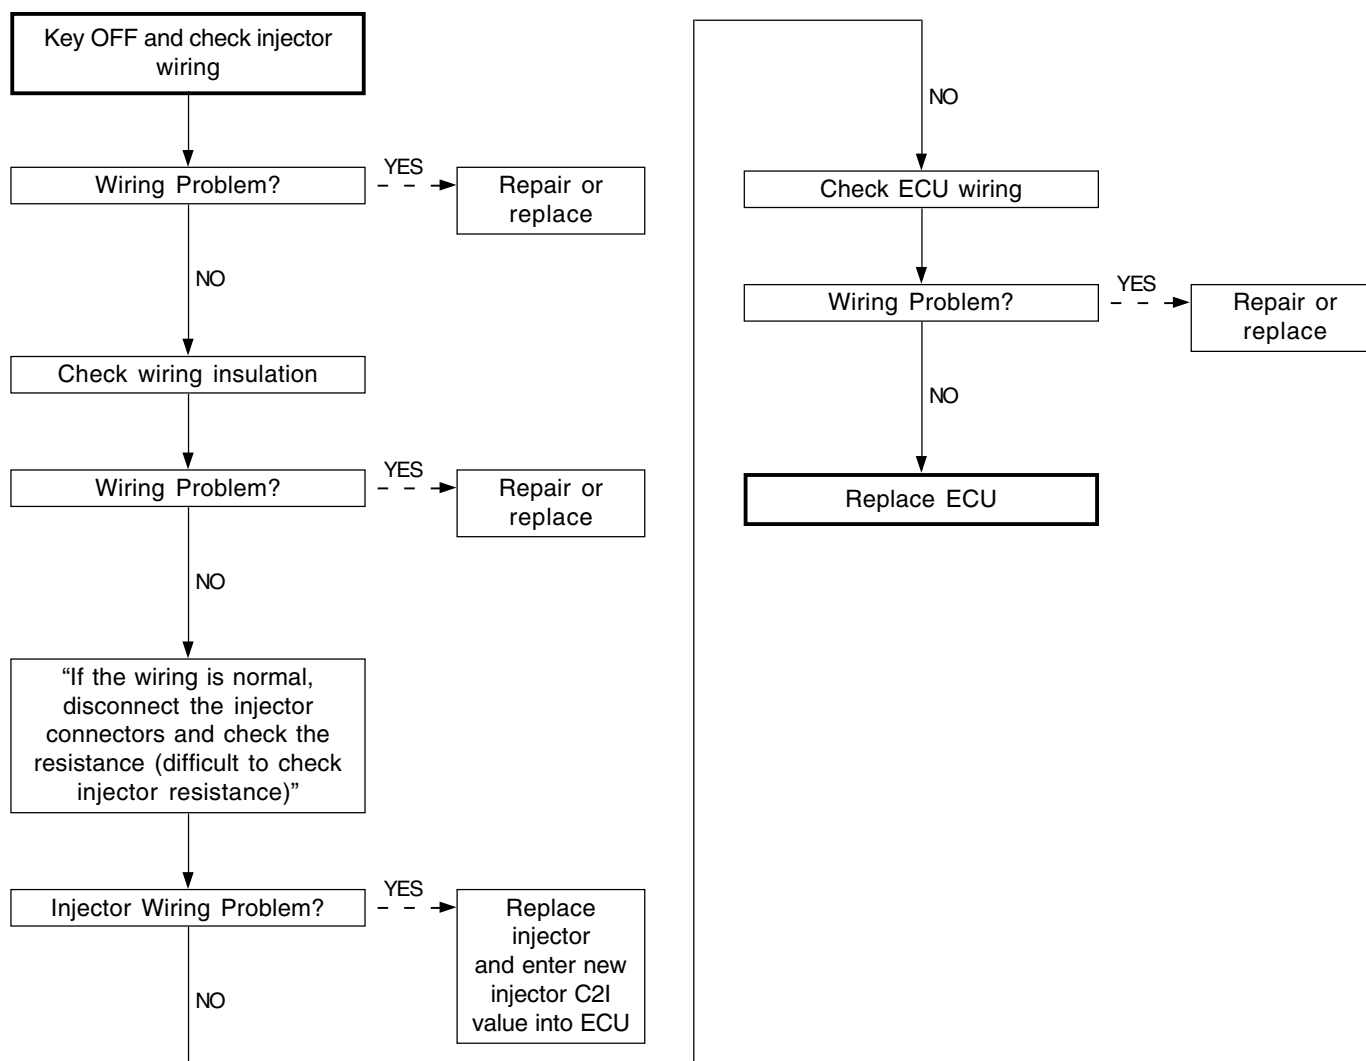 Key OFF and check injector
wiring
Wiring Problem?
YES
Repair or
replace
NO
Check wiring insulation
Wiring Problem?
YES
Repair or
replace
NO
“If the wiring is normal,
disconnect the injector
connectors and check the
resistance (difficult to check
injector resistance)”
Injector Wiring Problem?
YES
Replace
injector
and enter new
injector C2I
value into ECU
NO
NO
Check ECU wiring
Wiring Problem?
YES
Repair or
replace
NO
Replace ECU